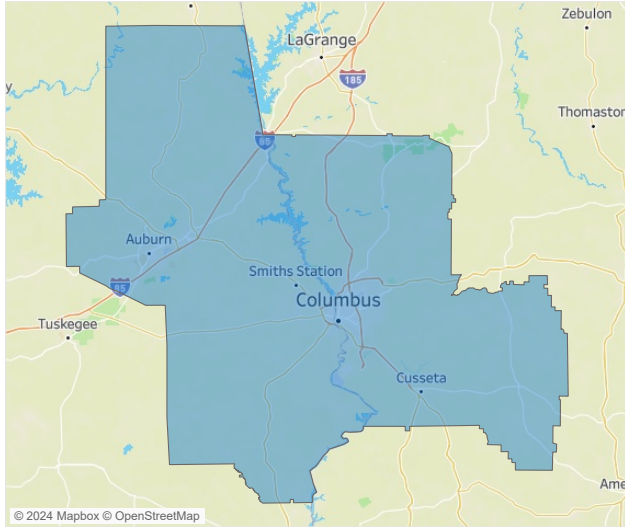 Zebulon
LaGrange
185
Thomaston
y
85
Auburn
Smiths Station
85
Columbus
Tuskegee
Cusseta
Ame
© 2024 Mapbox © OpenStreetMap